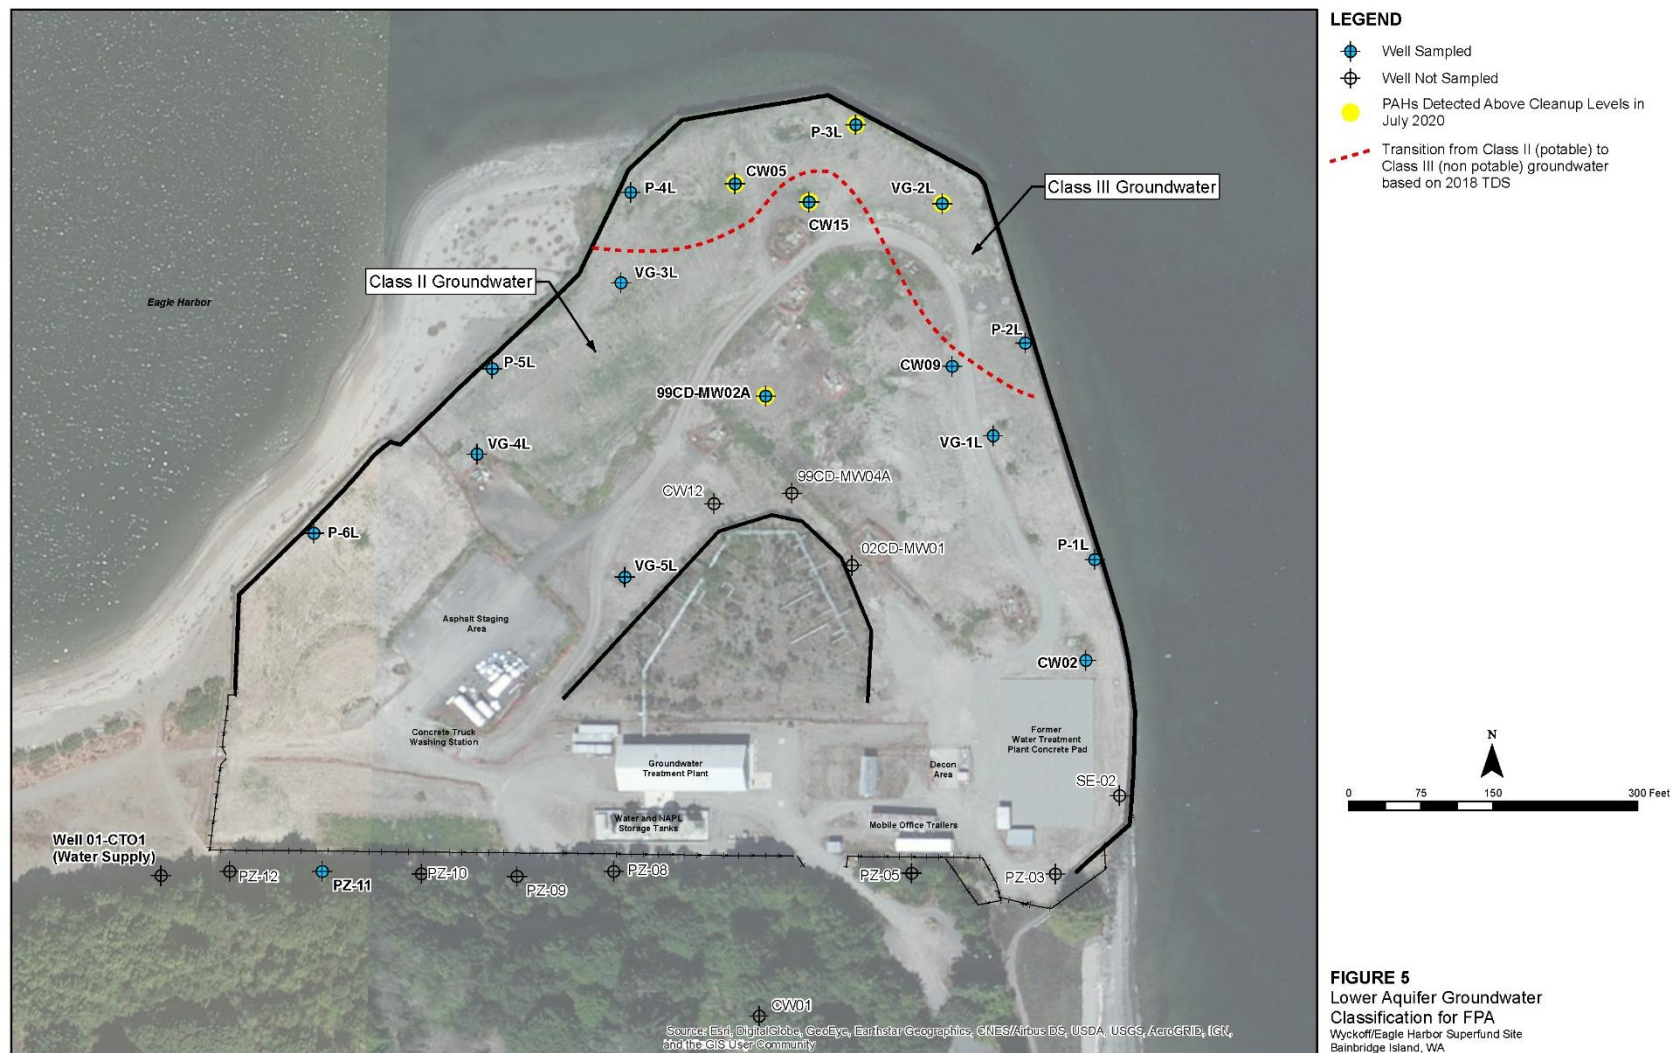 LEGEND
Well Sampled
Well Not Sampled
PAHs Detected Above Cleanup Levels in
July 2020
Transition from Class II (potable) to
Class III (non potable) groundwater
based on 2018 TDS
P-3L
CW05
P-4L
VG-2L
Class III Groundwater
CW15
VG-3L
Class II Groundwater
Eagle Harbor
P-2L
P-5L
CW09
99CD-MW02A
VG-4L
VG-1L
99CD-MW04A
CW12
P-6L
02CD-MW01
P-1L
VG-5L
Asphalt Staging
Area
CW02
Concrete Truck
Washing Station
Former
Water Treatment
Plant Concrete Pad
Groundwater
Treatment Plant
Decon
Area
SE-02
N
0 75 150 300 Feet
Water and NAPL
Storage Tanks
Mobile Office Trailers
Well 01-CTO1
(Water Supply)
PZ-12
PZ-11
PZ-10
PZ-09
PZ-08
PZ-05
PZ-03
CW01
Source: Esri, DigitalGlobe, GeoEye, Earthstar Geographics, CNES/Airbus DS, USDA, USGS, AeroGRID, IGN,
and the GIS User Community
FIGURE 5
Lower Aquifer Groundwater
Classification for FPA
Wyckoff/Eagle Harbor Superfund Site
Bainbridge Island, WA